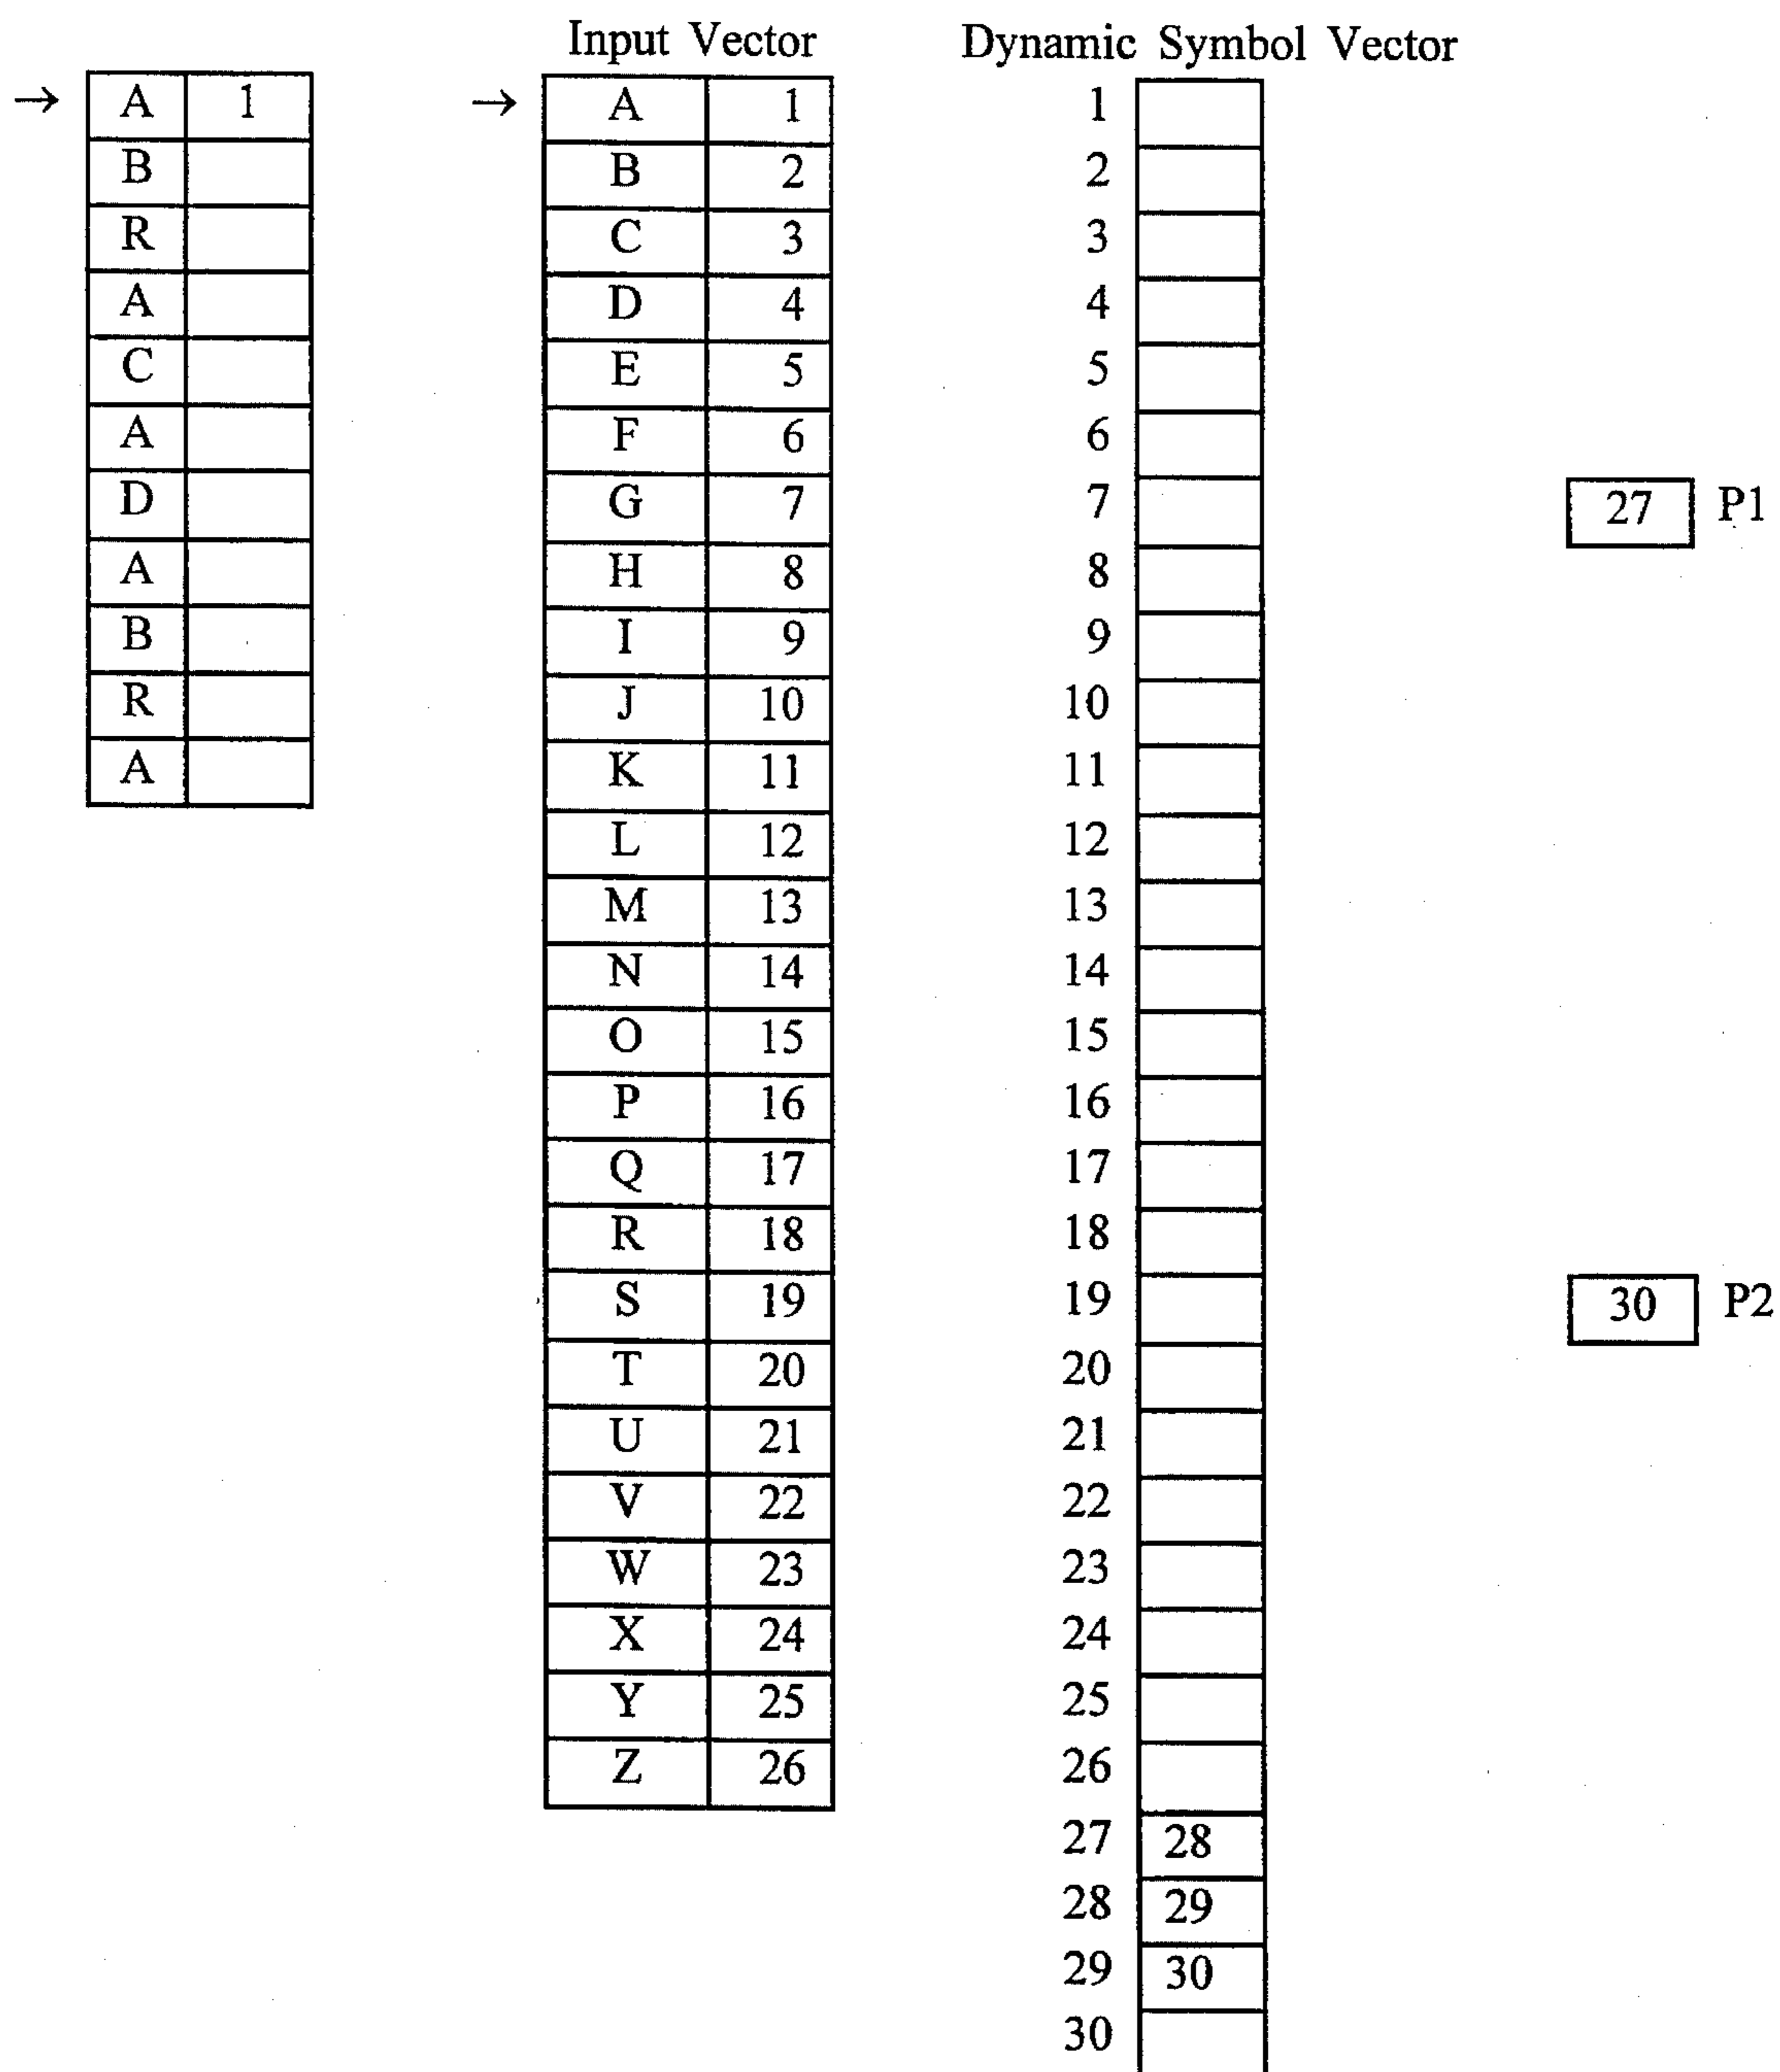 Input Vector Dynamic Symbol Vector
→ A 1 → A 1 1
B B 2 2
R C 3 3
A D 4 4
C E 5 5
A F 6 6
D G 7 7 27 P1
A H 8 8
B I 9 9
R J 10 10
A K 11 11
L 12 12
M 13 13
N 14 14
O 15 15
P 16 16
Q 17 17
R 18 18
S 19 19 30 P2
T 20 20
U 21 21
V 22 22
W 23 23
X 24 24
Y 25 25
Z 26 26
27 28
28 29
29 30
30